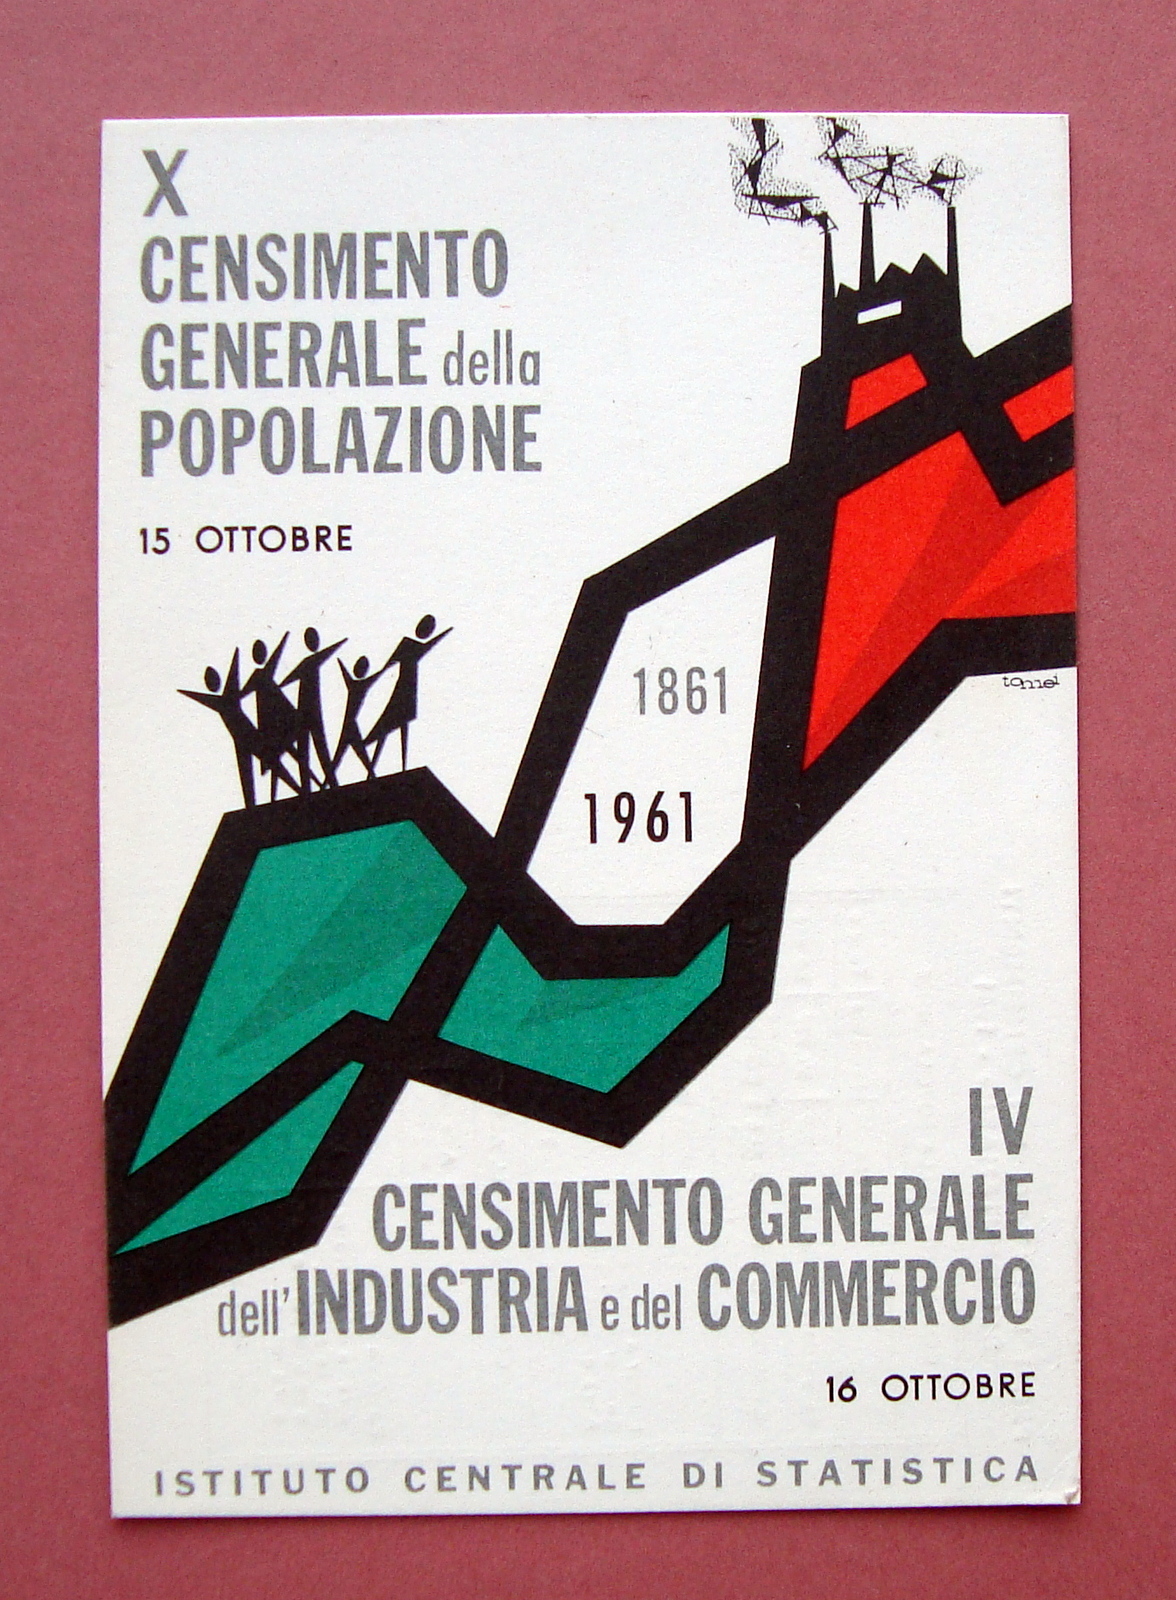 X
CENSIMENTO
GENERALE della
POPOLAZIONE
15 OTTOBRE
1861
1961
tomei
IV
CENSIMENTO GENERALE
dell'INDUSTRIA e del COMMERCIO
16 OTTOBRE
ISTITUTO CENTRALE DI STATISTICA